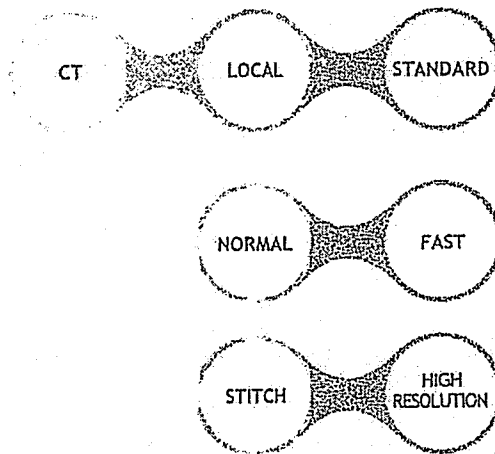 CT LOCAL STANDARD
NORMAL FAST
STITCH HIGH
RESOLUTION